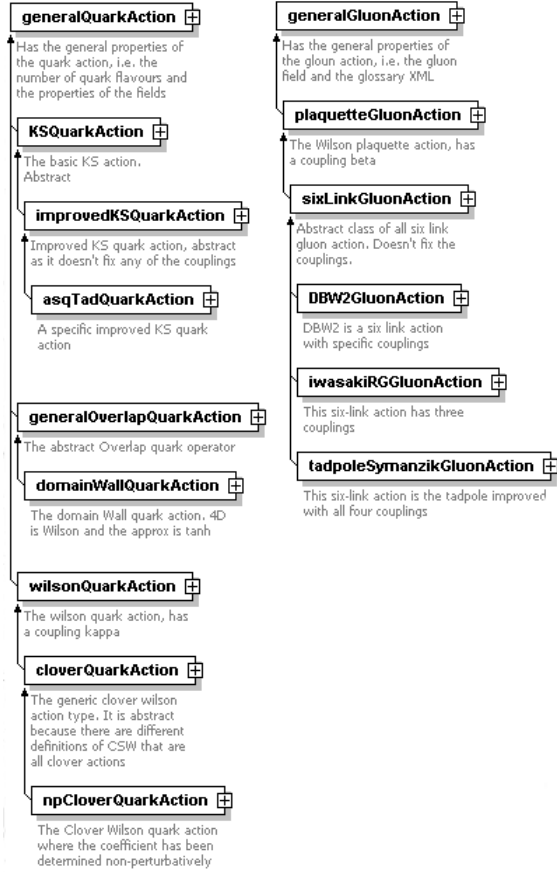 generalQuarkAction
Has the general properties of
the quark action, i.e. the
number of quark flavours and
the properties of the fields
KSQuarkAction
The basic KS action.
Abstract
improvedKSQuarkAction
Improved KS quark action, abstract
as it doesn't fix any of the couplings
asqTadQuarkAction
A specific improved KS quark
action
generalOverlapQuarkAction
The abstract Overlap quark operator
domainWallQuarkAction
The domain Wall quark action. 4D
is Wilson and the approx is tanh
wilsonQuarkAction
The wilson quark action, has
a coupling kappa
cloverQuarkAction
The generic clover wilson
action type. It is abstract
because there are different
definitions of CSW that are
all clover actions
npCloverQuarkAction
The Clover Wilson quark action
where the coefficient has been
determined non-perturbatively
generalGluonAction
Has the general properties of
the gloun action, i.e. the gluon
field and the glossary XML
plaquetteGluonAction
The Wilson plaquette action, has
a coupling beta
sixLinkGluonAction
Abstract class of all six link
gluon action. Doesn't fix the
couplings.
DBW2GluonAction
DBW2 is a six link action
with specific couplings
iwasakiRGGluonAction
This six-link action has three
couplings
tadpoleSymanzikGluonAction
This six-link action is the tadpole improved
with all four couplings